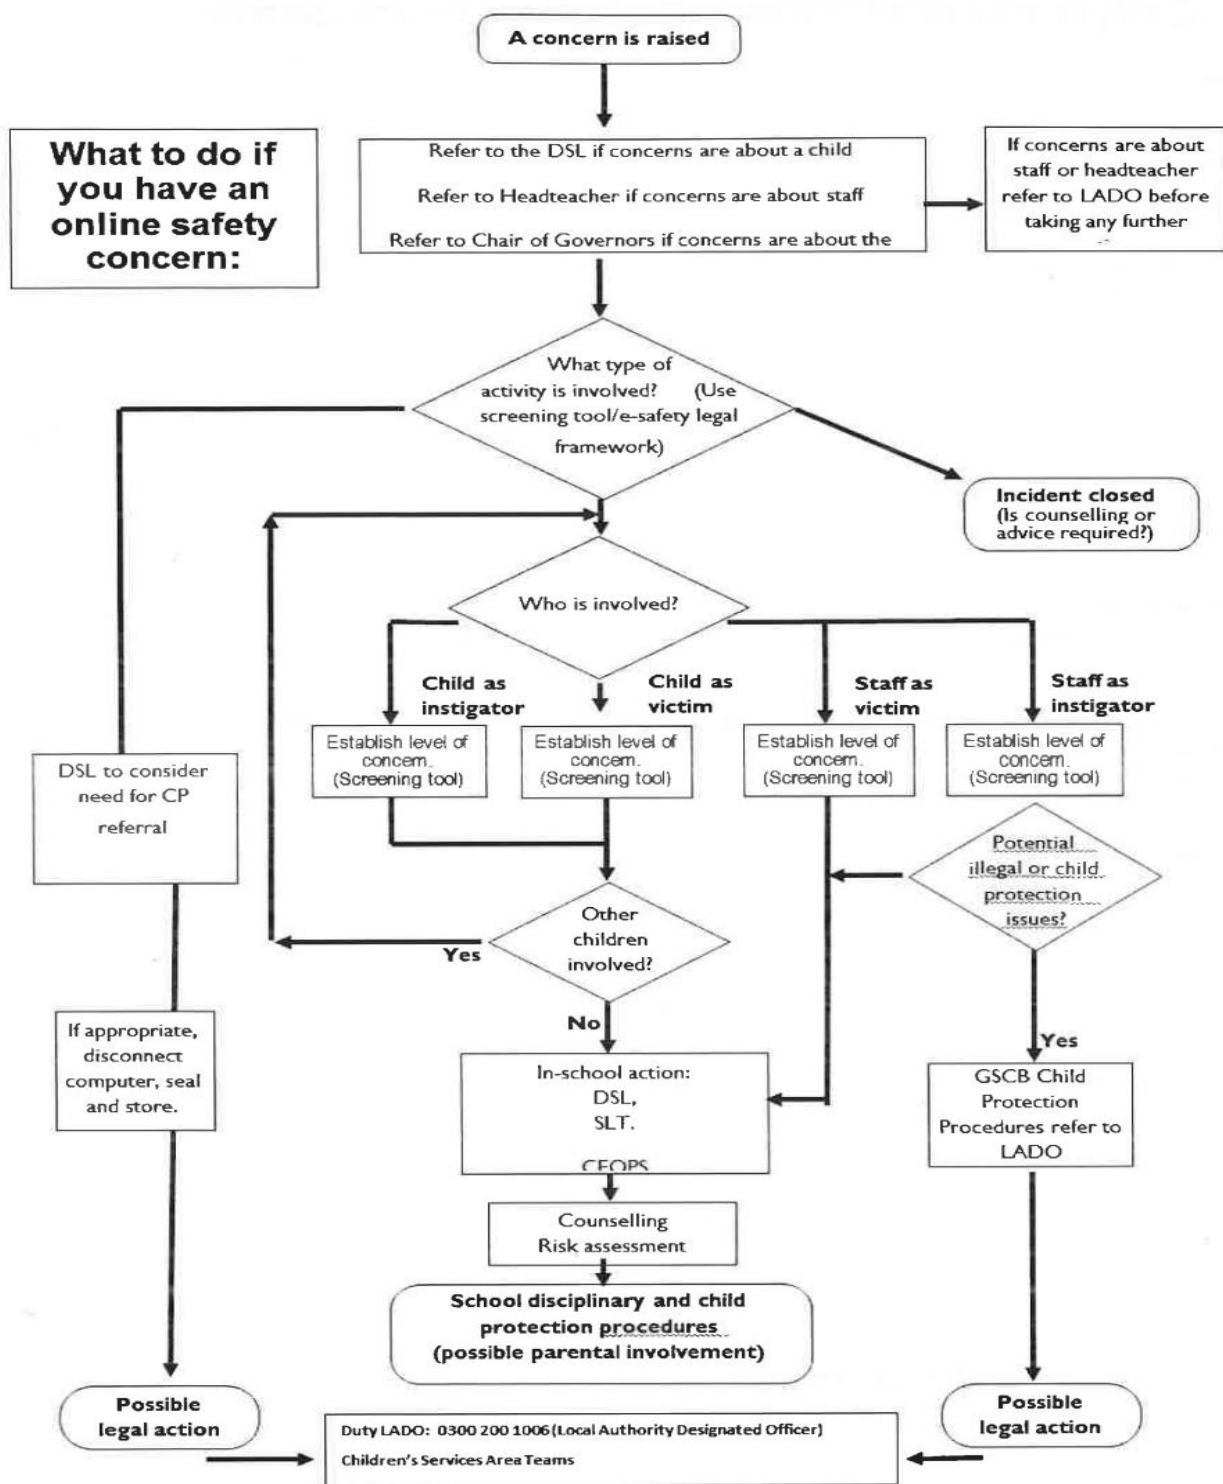 A concern is raised
What to do if
you have an
online safety
concern:
Refer to the DSL if concerns are about a child
Refer to Headteacher if concerns are about staff
Refer to Chair of Governors if concerns are about the
If concerns are about
staff or headteacher
refer to LADO before
taking any further
What type of
activity is involved? (Use
screening tool/e-safety legal
framework)
Incident closed
(Is counselling or
advice required?)
Who is involved?
Child as
instigator
Child as
victim
Staff as
victim
Staff as
instigator
Establish level of
concern.
(Screening tool)
Establish level of
concern.
(Screening tool)
Establish level of
concern.
(Screening tool)
Establish level of
concern.
(Screening tool)
DSL to consider
need for CP
referral
Potential
illegal or child
protection
issues?
Other
children
involved?
Yes
No
If appropriate,
disconnect
computer, seal
and store.
In-school action:
DSL,
SLT.
CEOPS
Yes
GSCB Child
Protection
Procedures refer to
LADO
Counselling
Risk assessment
School disciplinary and child
protection procedures
(possible parental involvement)
Possible
legal action
Possible
legal action
Duty LADO: 0300 200 1006 (Local Authority Designated Officer)
Children's Services Area Teams